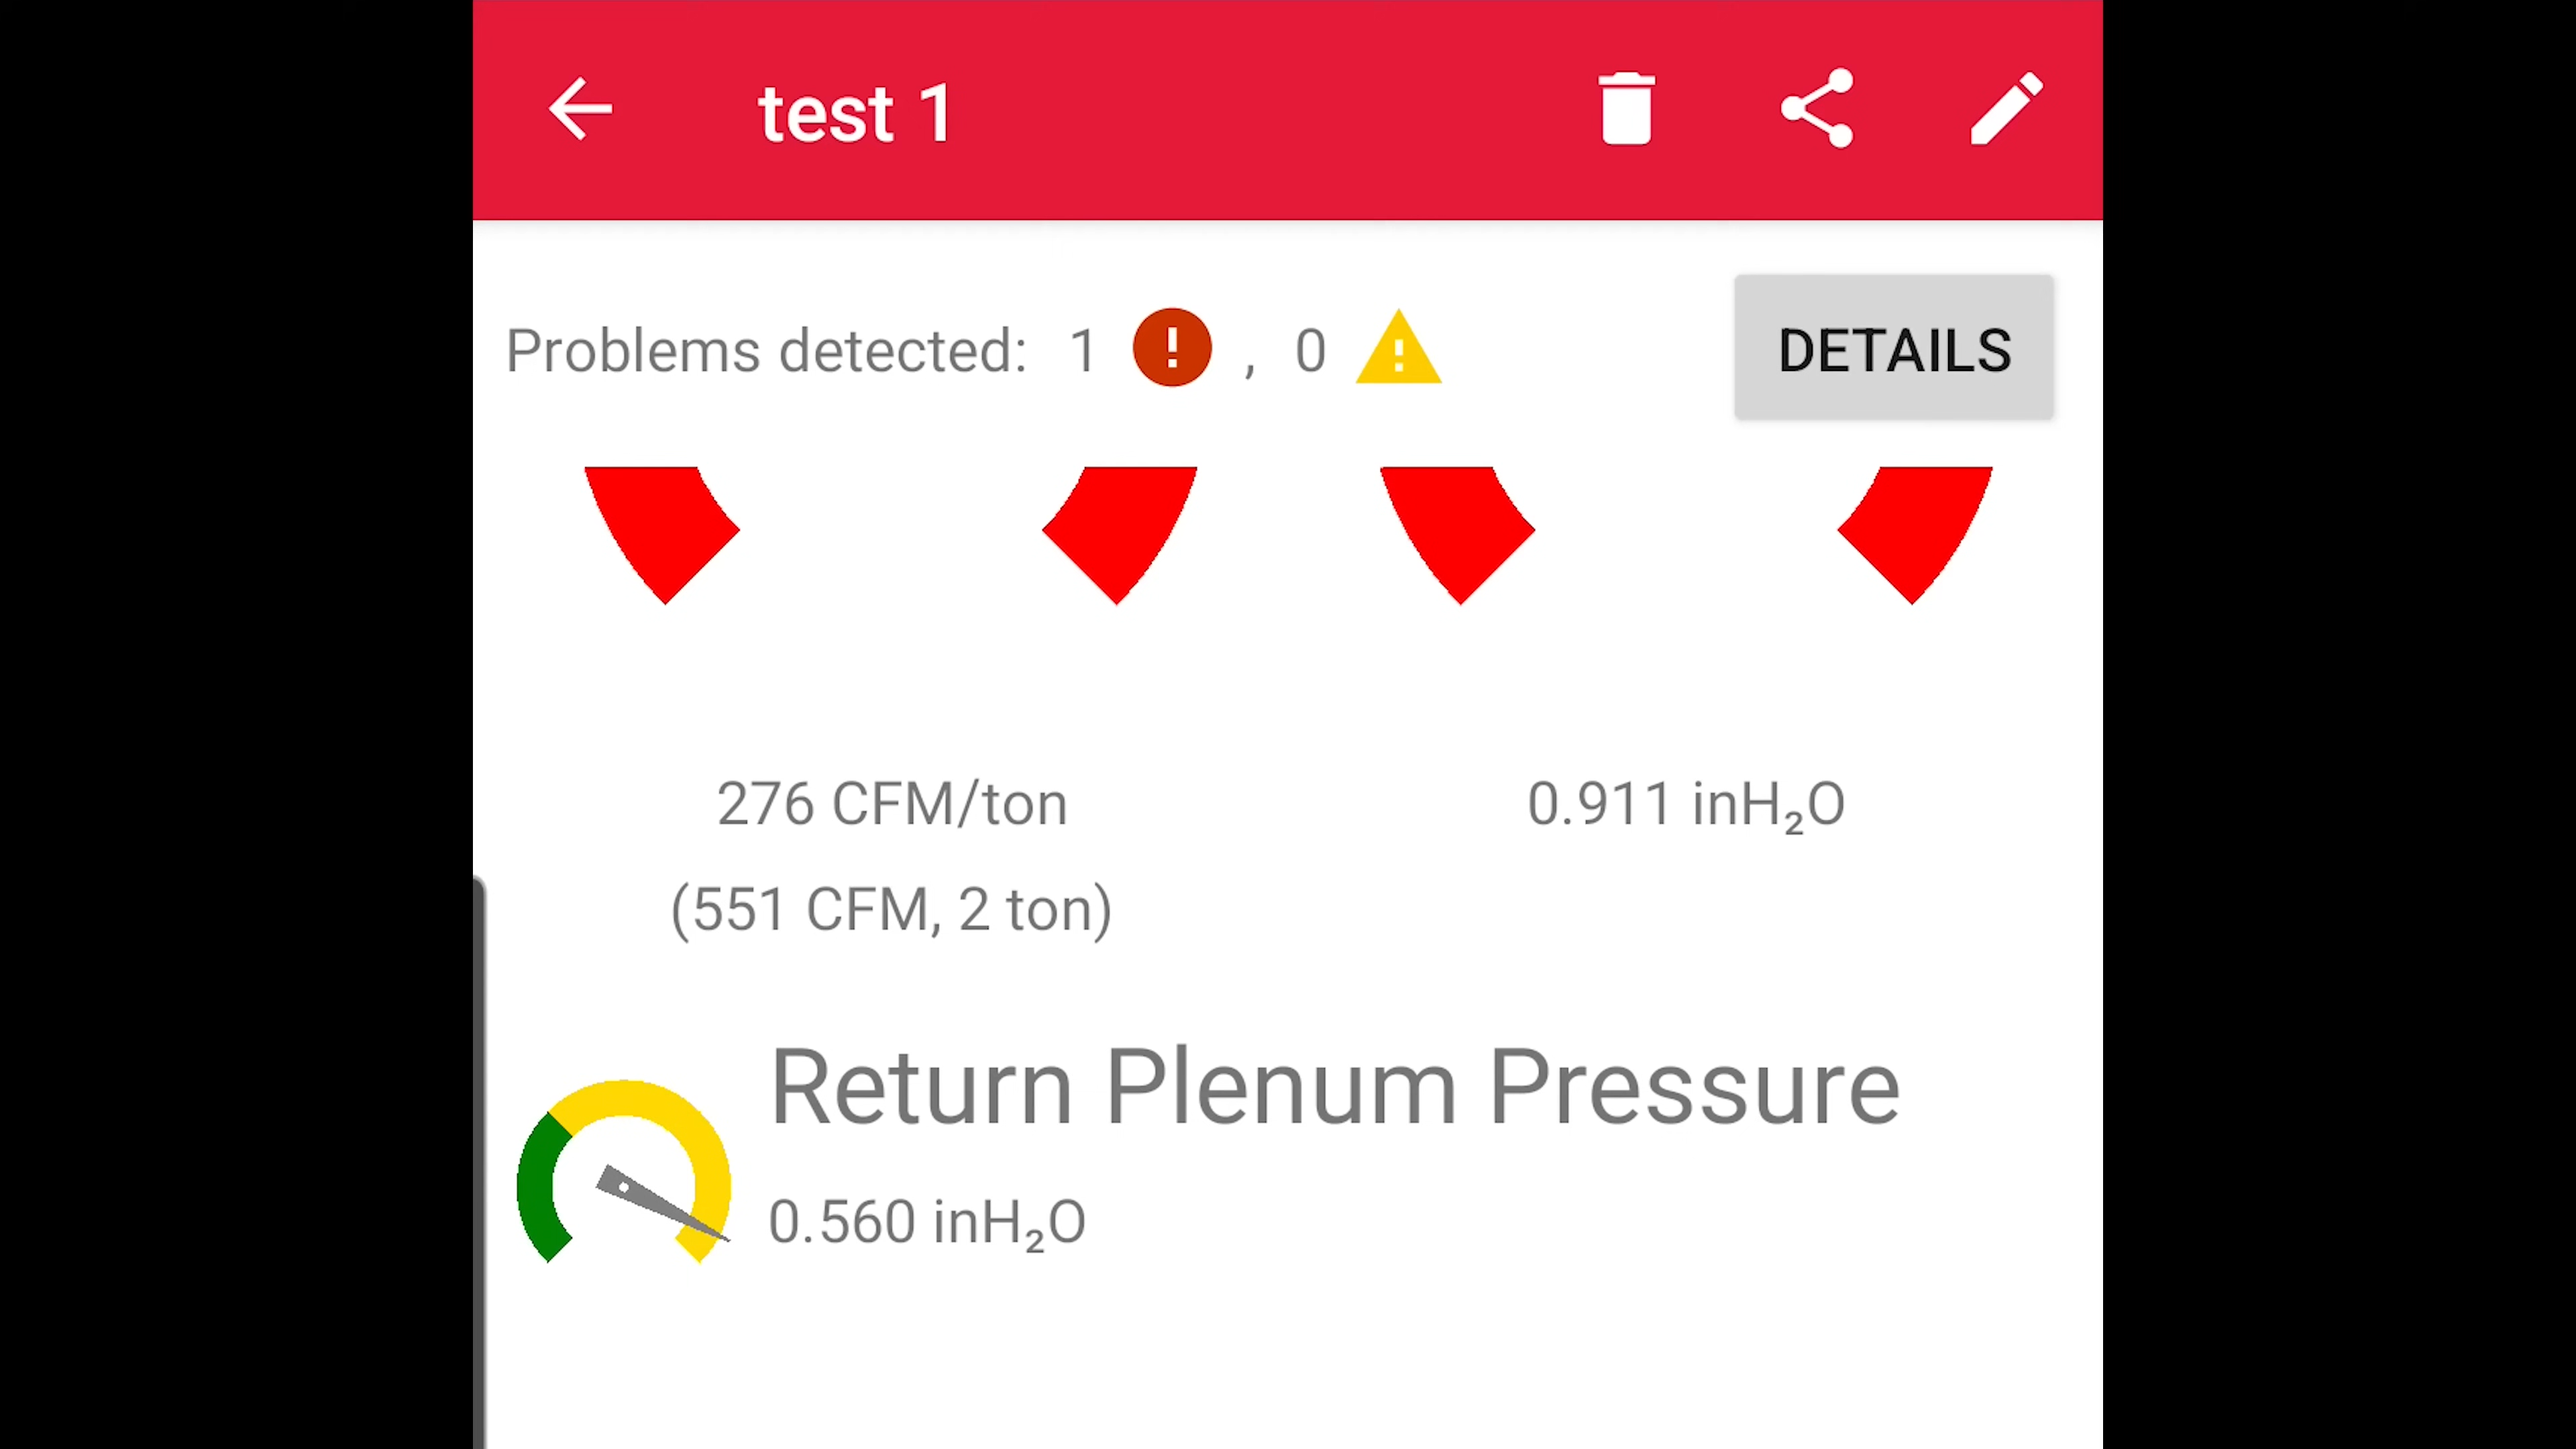 test 1
Problems detected: 1 , 0
DETAILS
276 CFM/ton
(551 CFM, 2 ton)
0.911 inH₂O
Return Plenum Pressure
0.560 inH₂O